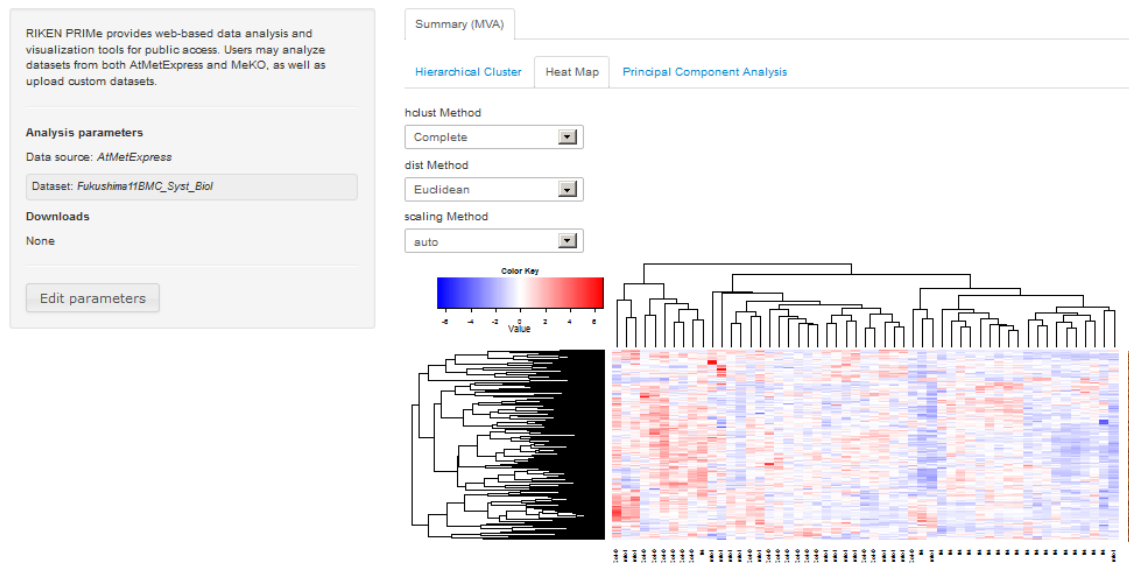 RIKEN PRIMe provides web-based data analysis and
visualization tools for public access. Users may analyze
datasets from both AtMetExpress and MeKO, as well as
upload custom datasets.
Analysis parameters
Data source: AtMetExpress
Dataset: Fukushima11BMC_Syst_Biol
Downloads
None
Edit parameters
Summary (MVA)
Hierarchical Cluster
Heat Map
Principal Component Analysis
hclust Method
Complete
dist Method
Euclidean
scaling Method
auto
Color Key
-6 -4 -2 0 2 4 6
Value